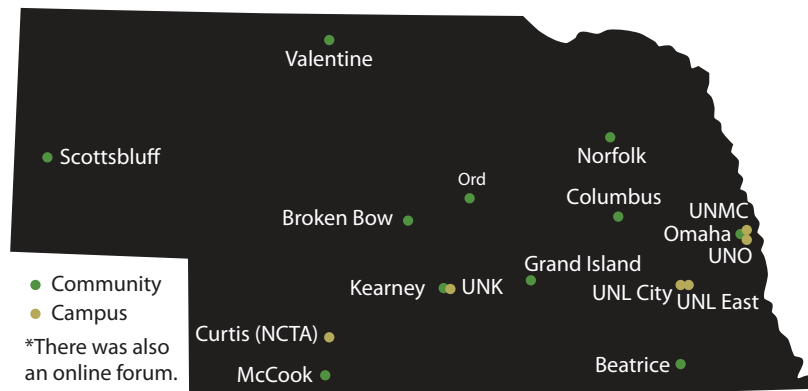 Valentine
Scottsbluff
Norfolk
Ord
Columbus
Broken Bow
UNMC
Omaha
UNO
Grand Island
Kearney
UNK
UNL City
UNL East
Community
Campus
Curtis (NCTA)
*There was also
an online forum.
McCook
Beatrice